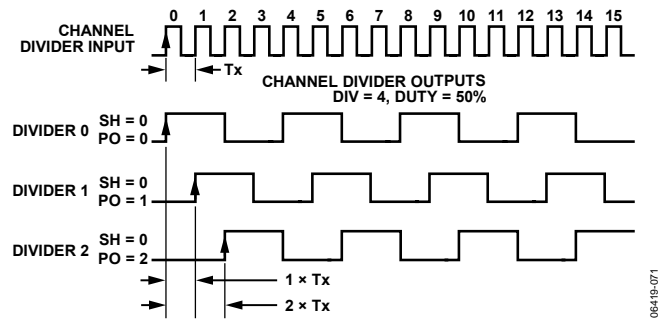 0 1 2 3 4 5 6 7 8 9 10 11 12 13 14 15
CHANNEL
DIVIDER INPUT
Tx
CHANNEL DIVIDER OUTPUTS
DIV = 4, DUTY = 50%
DIVIDER 0 SH = 0
PO = 0
DIVIDER 1 SH = 0
PO = 1
DIVIDER 2 SH = 0
PO = 2
1 × Tx
2 × Tx
06419-071